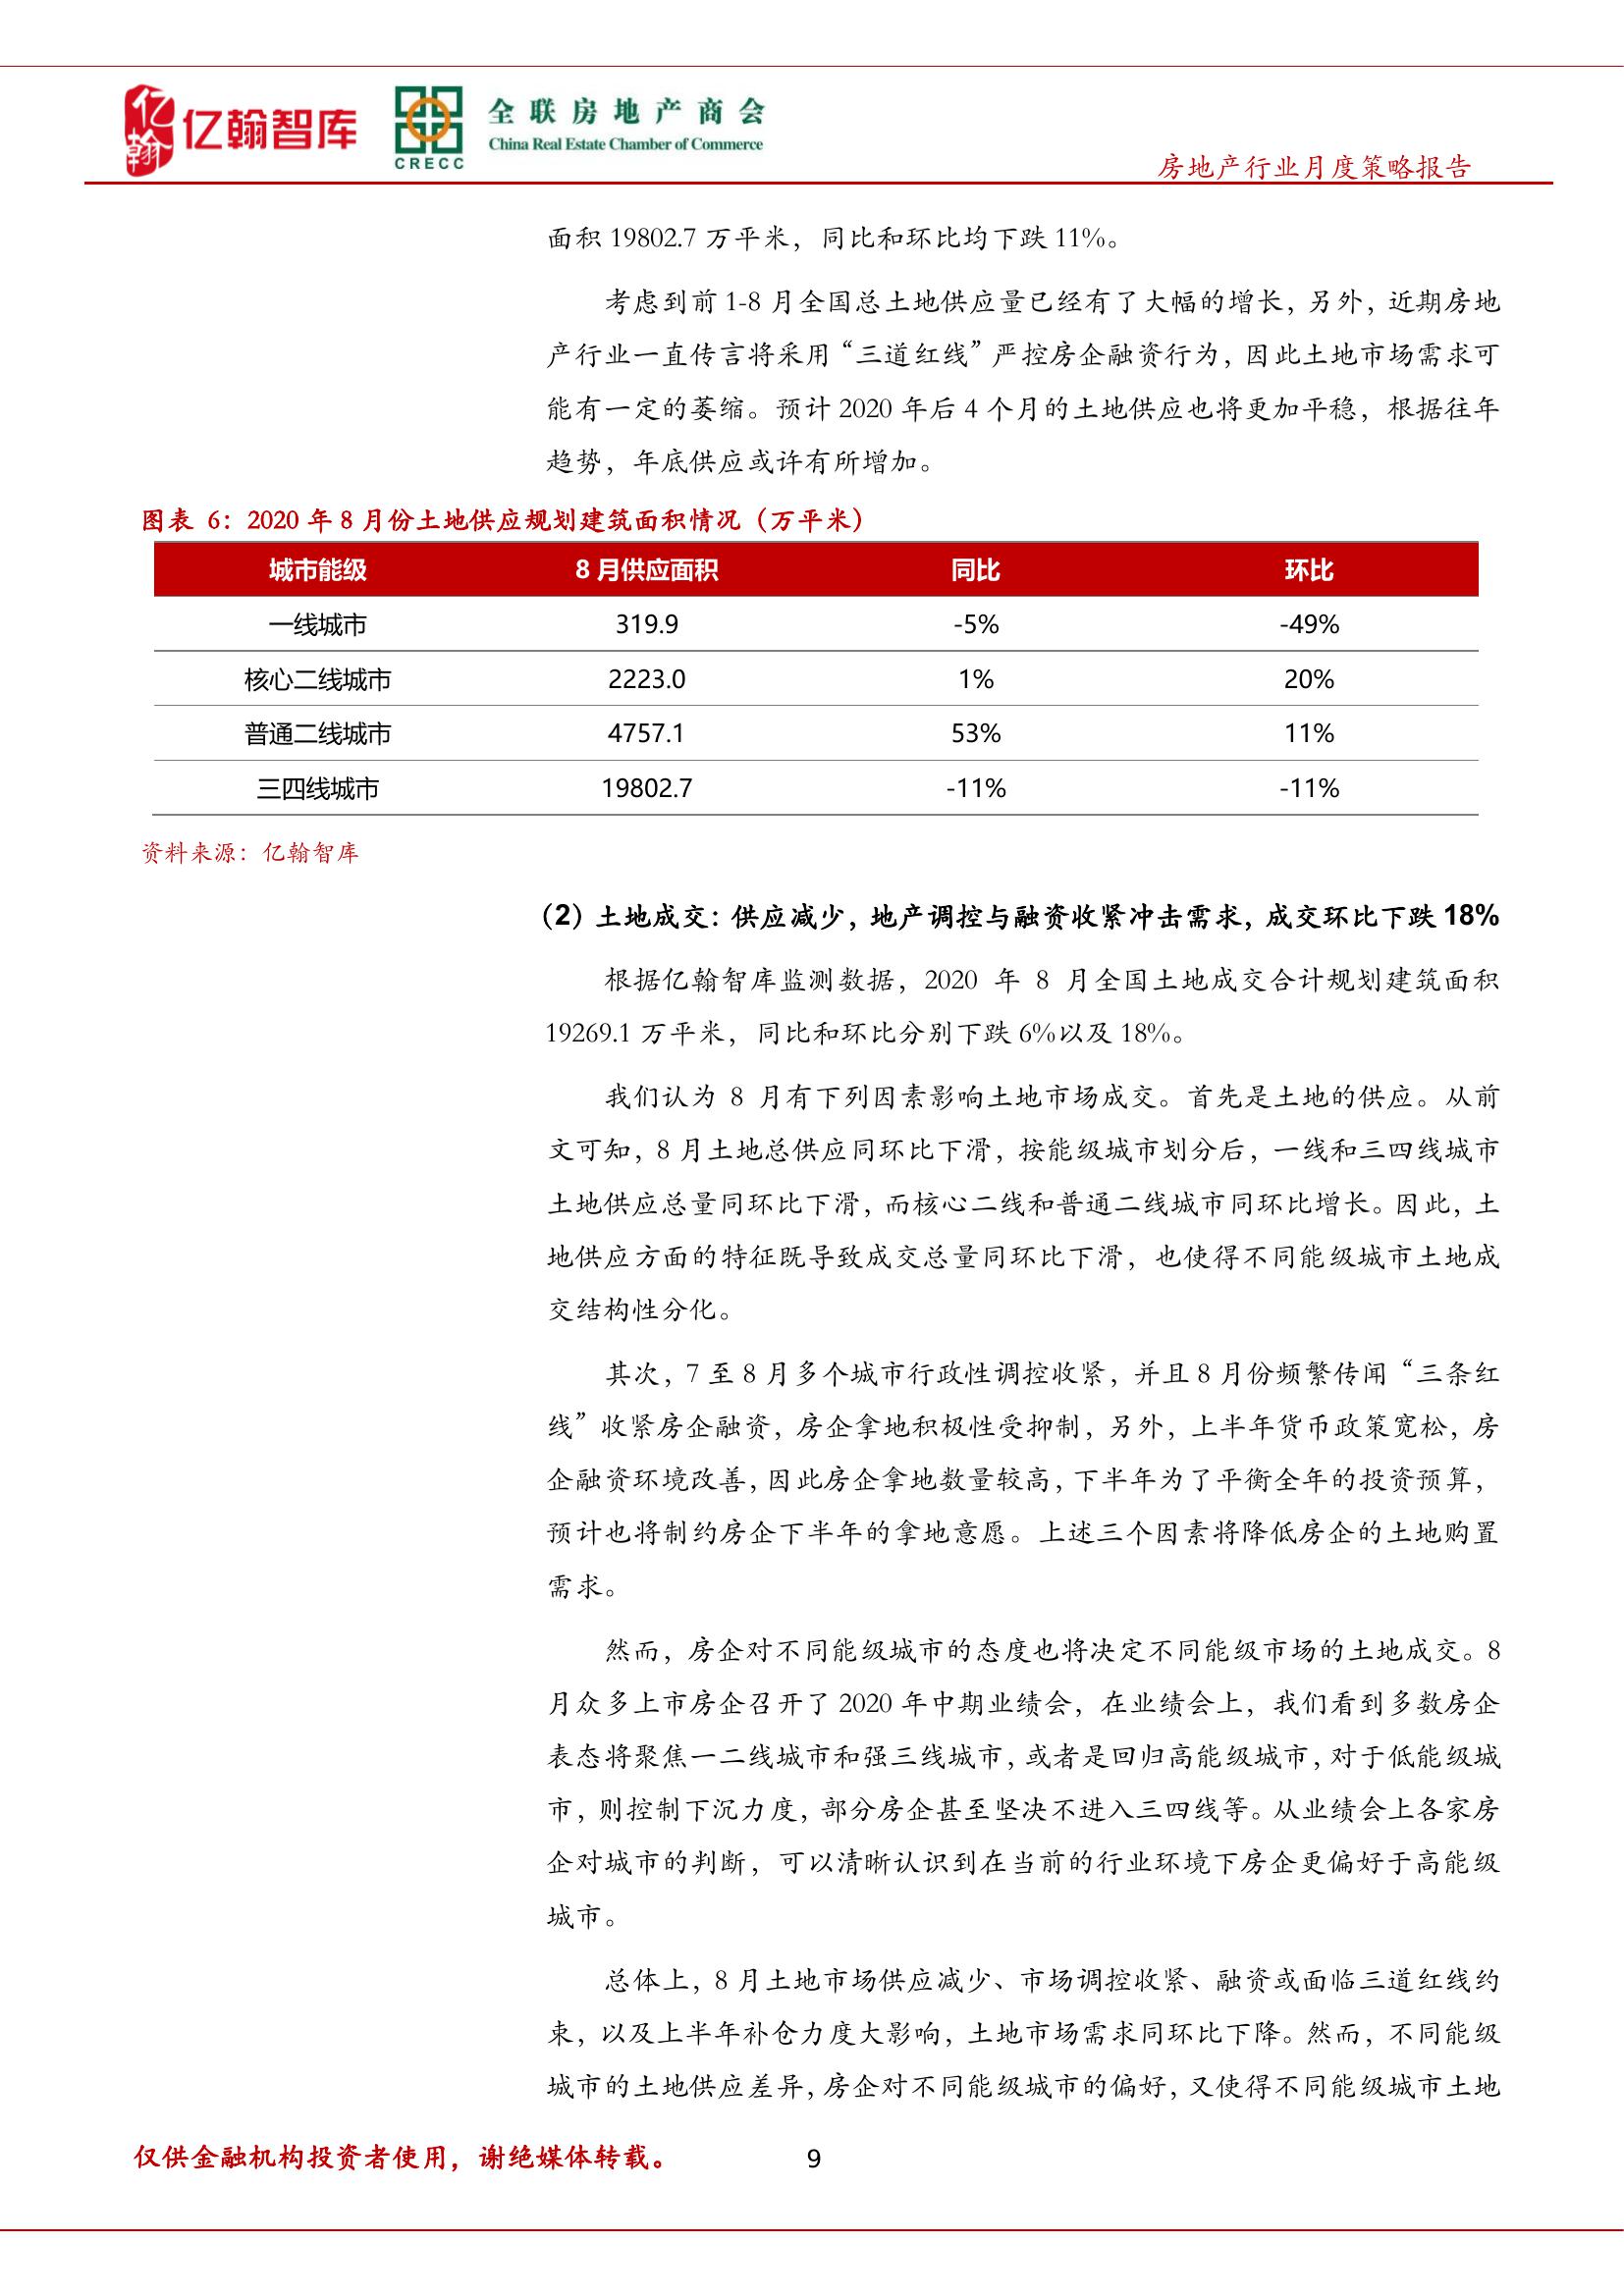 亿翰 亿翰智库
CRECC
全联房地产商会
China Real Estate Chamber of Commerce
房地产行业月度策略报告
面积 19802.7 万平米，同比和环比均下跌 11%。
考虑到前 1-8 月全国总土地供应量已经有了大幅的增长，另外，近期房地
产行业一直传言将采用“三道红线”严控房企融资行为，因此土地市场需求可
能有一定的萎缩。预计 2020 年后 4 个月的土地供应也将更加平稳，根据往年
趋势，年底供应或许有所增加。
图表 6：2020 年 8 月份土地供应规划建筑面积情况（万平米）
城市能级 8 月供应面积 同比 环比
一线城市 319.9 -5% -49%
核心二线城市 2223.0 1% 20%
普通二线城市 4757.1 53% 11%
三四线城市 19802.7 -11% -11%
资料来源：亿翰智库
（2）土地成交：供应减少，地产调控与融资收紧冲击需求，成交环比下跌 18%
根据亿翰智库监测数据，2020 年 8 月全国土地成交合计规划建筑面积
19269.1 万平米，同比和环比分别下跌 6%以及 18%。
我们认为 8 月有下列因素影响土地市场成交。首先是土地的供应。从前
文可知，8 月土地总供应同环比下滑，按能级城市划分后，一线和三四线城市
土地供应总量同环比下滑，而核心二线和普通二线城市同环比增长。因此，土
地供应方面的特征既导致成交总量同环比下滑，也使得不同能级城市土地成
交结构性分化。
其次，7 至 8 月多个城市行政性调控收紧，并且 8 月份频繁传闻“三条红
线”收紧房企融资，房企拿地积极性受抑制，另外，上半年货币政策宽松，房
企融资环境改善，因此房企拿地数量较高，下半年为了平衡全年的投资预算，
预计也将制约房企下半年的拿地意愿。上述三个因素将降低房企的土地购置
需求。
然而，房企对不同能级城市的态度也将决定不同能级市场的土地成交。8
月众多上市房企召开了 2020 年中期业绩会，在业绩会上，我们看到多数房企
表态将聚焦一二线城市和强三线城市，或者是回归高能级城市，对于低能级城
市，则控制下沉力度，部分房企甚至坚决不进入三四线等。从业绩会上各家房
企对城市的判断，可以清晰认识到在当前的行业环境下房企更偏好于高能级
城市。
总体上，8 月土地市场供应减少、市场调控收紧、融资或面临三道红线约
束，以及上半年补仓力度大影响，土地市场需求同环比下降。然而，不同能级
城市的土地供应差异，房企对不同能级城市的偏好，又使得不同能级城市土地
仅供金融机构投资者使用，谢绝媒体转载。
9